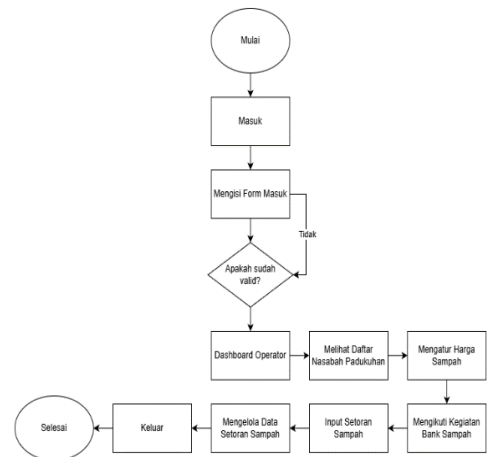 Mulai
Masuk
Mengisi Form Masuk
Tidak
Apakah sudah
valid?
Dashboard Operator
Melihat Daftar
Nasabah Padukuhan
Mengatur Harga
Sampah
Selesai
Keluar
Mengelola Data
Setoran Sampah
Input Setoran
Sampah
Mengikuti Kegiatan
Bank Sampah